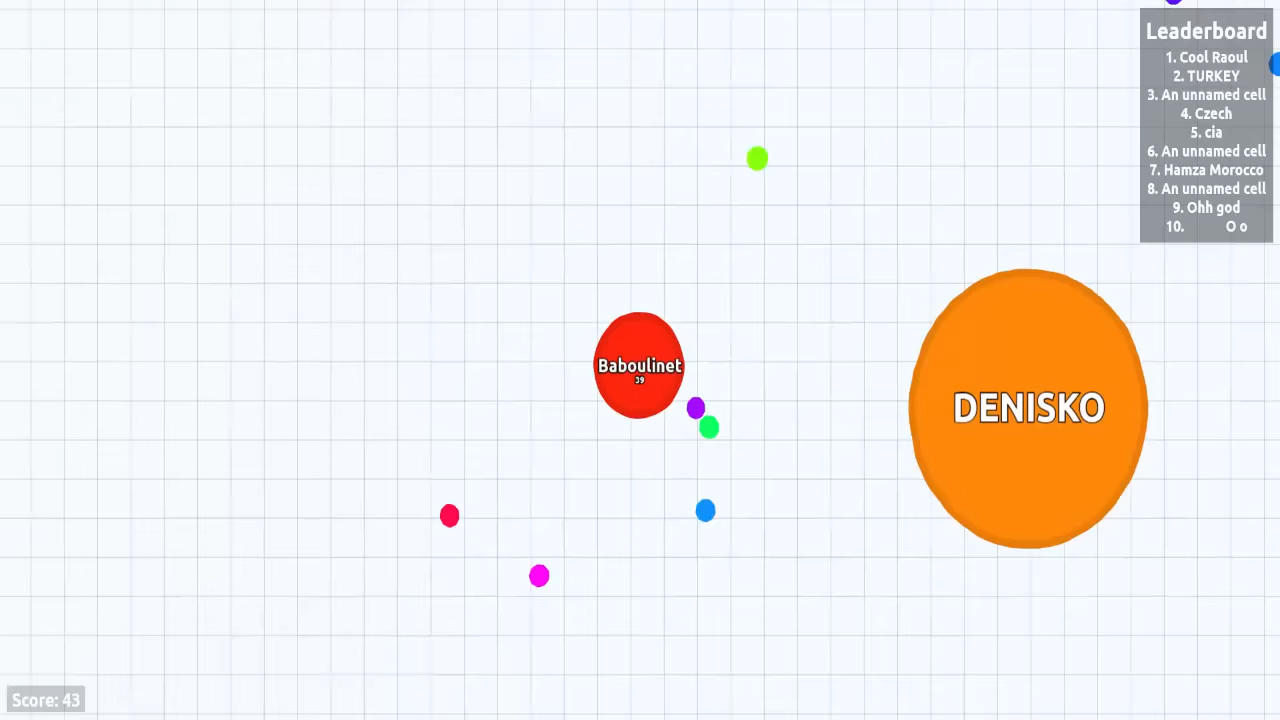 Leaderboard
1. Cool Raoul
2. TURKEY
3. An unnamed cell
4. Czech
5. cia
6. An unnamed cell
7. Hamza Morocco
8. An unnamed cell
9. Ohh god
10. O o
Baboulinet
39
DENISKO
Score: 43